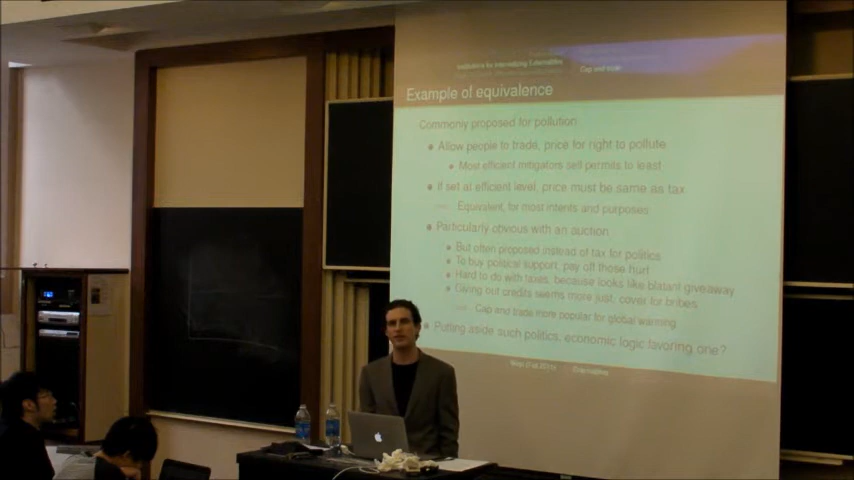 Institutions for Internalizing Externalities
Cap and trade
Example of equivalence
Commonly proposed for pollution
Allow people to trade, price for right to pollute
Most efficient mitigators sell permits to least
If set at efficient level, price must be same as tax
Equivalent, for most intents and purposes
Particularly obvious with an auction
But often proposed instead of tax for politics
To buy political support, pay off those hurt
Hard to do with taxes, because looks like blatant giveaway
Giving out credits seems more just, cover for bribes
Cap and trade more popular for global warming
Putting aside such politics, economic logic favoring one?